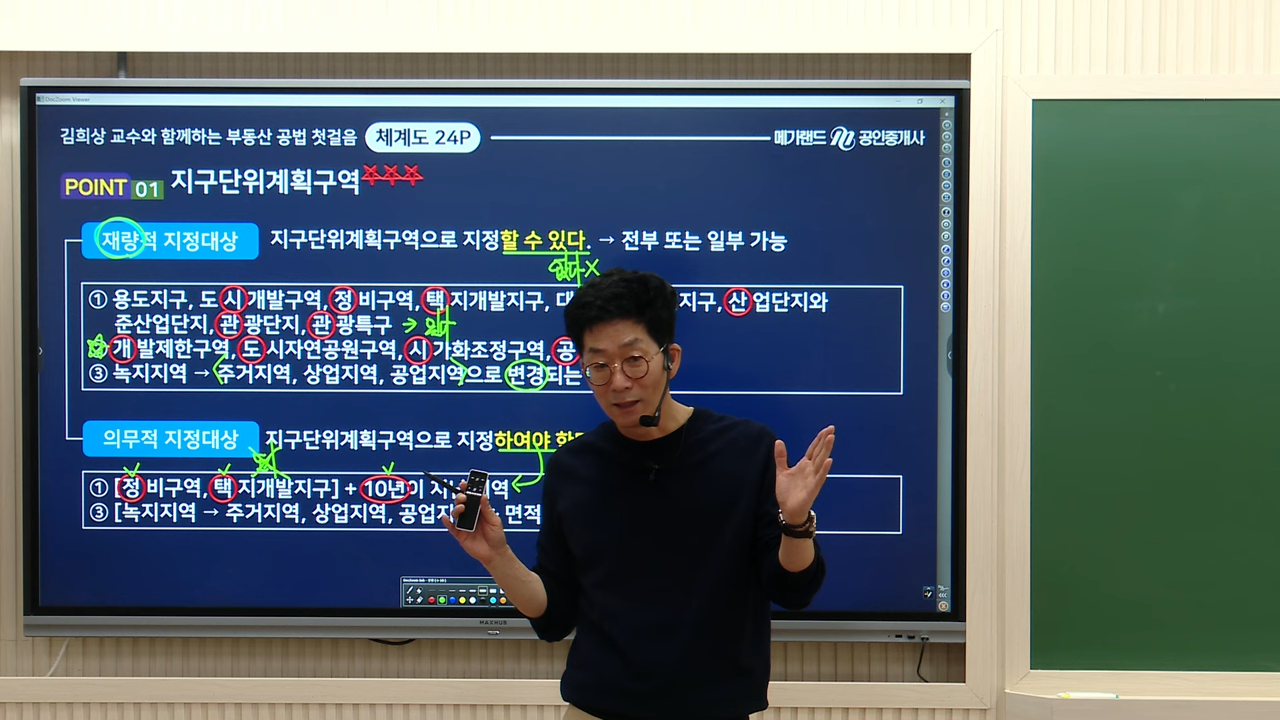 DocZoom Viewer
김희상 교수와 함께하는 부동산 공법 첫걸음 체계도 24P 메가랜드 공인중개사
POINT 01 지구단위계획구역
재량적 지정대상 지구단위계획구역으로 지정할 수 있다. → 전부 또는 일부 가능
① 용도지구, 도시개발구역, 정비구역, 택지개발지구, 대 지구, 산업단지와
준산업단지, 관광단지, 관광특구
개발제한구역, 도시자연공원구역, 시가화조정구역, 공
③ 녹지지역 → 주거지역, 상업지역, 공업지역으로 변경되는
의무적 지정대상 지구단위계획구역으로 지정하여야 한
① [정비구역, 택지개발지구] + 10년이 지 역
③ [녹지지역 → 주거지역, 상업지역, 공업지 면적
MAXHUB